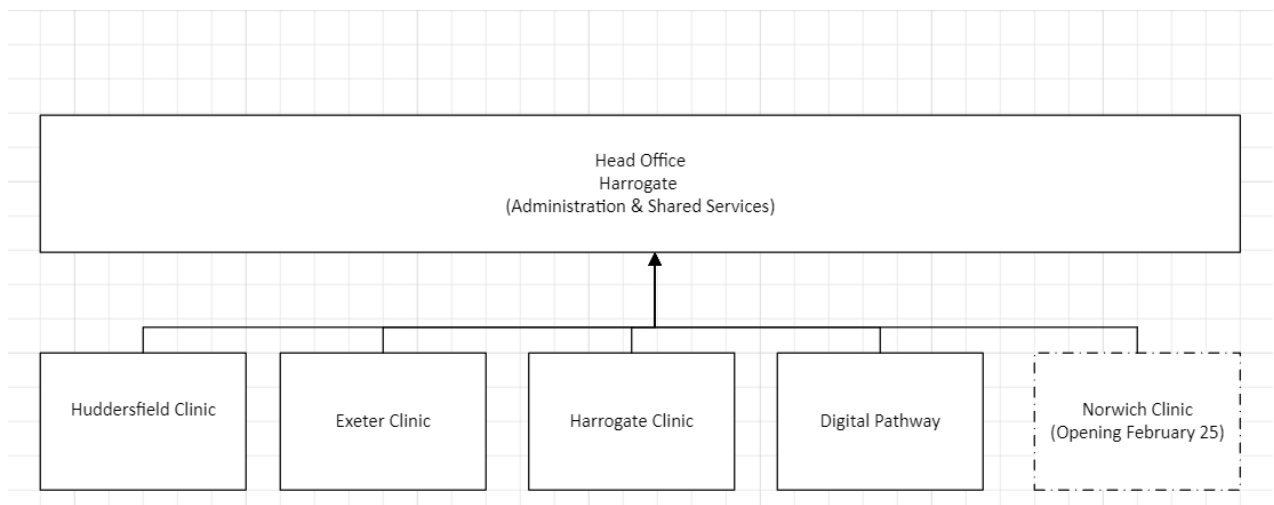 Head Office
Harrogate
(Administration & Shared Services)
Huddersfield Clinic
Exeter Clinic
Harrogate Clinic
Digital Pathway
Norwich Clinic
(Opening February 25)